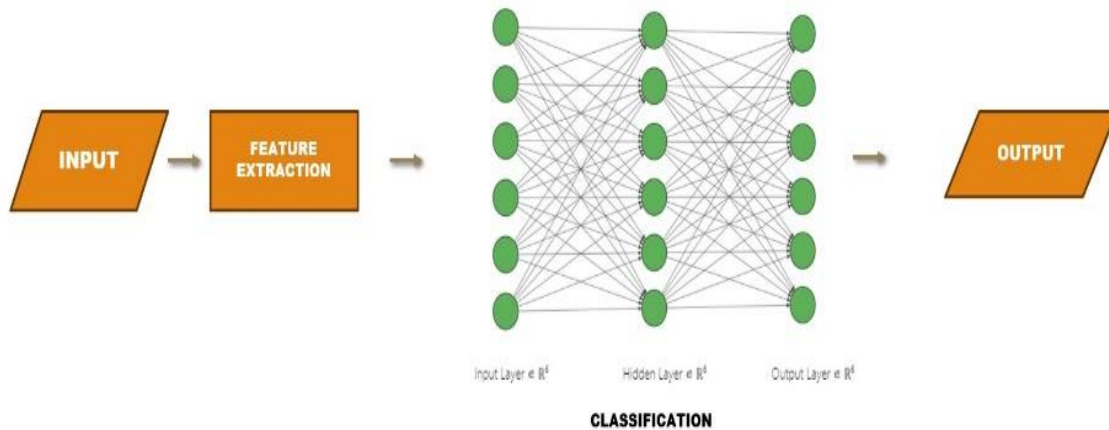 INPUT
FEATURE
EXTRACTION
OUTPUT
Input Layer ∈ ℝ⁶
Hidden Layer ∈ ℝ⁶
Output Layer ∈ ℝ⁶
CLASSIFICATION